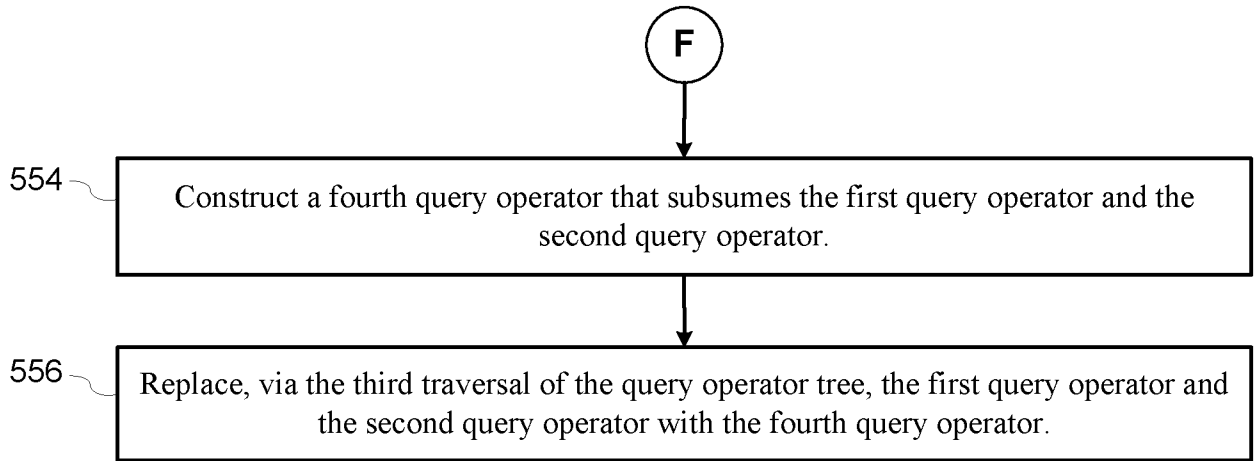 F
554
Construct a fourth query operator that subsumes the first query operator and the
second query operator.
556
Replace, via the third traversal of the query operator tree, the first query operator and
the second query operator with the fourth query operator.